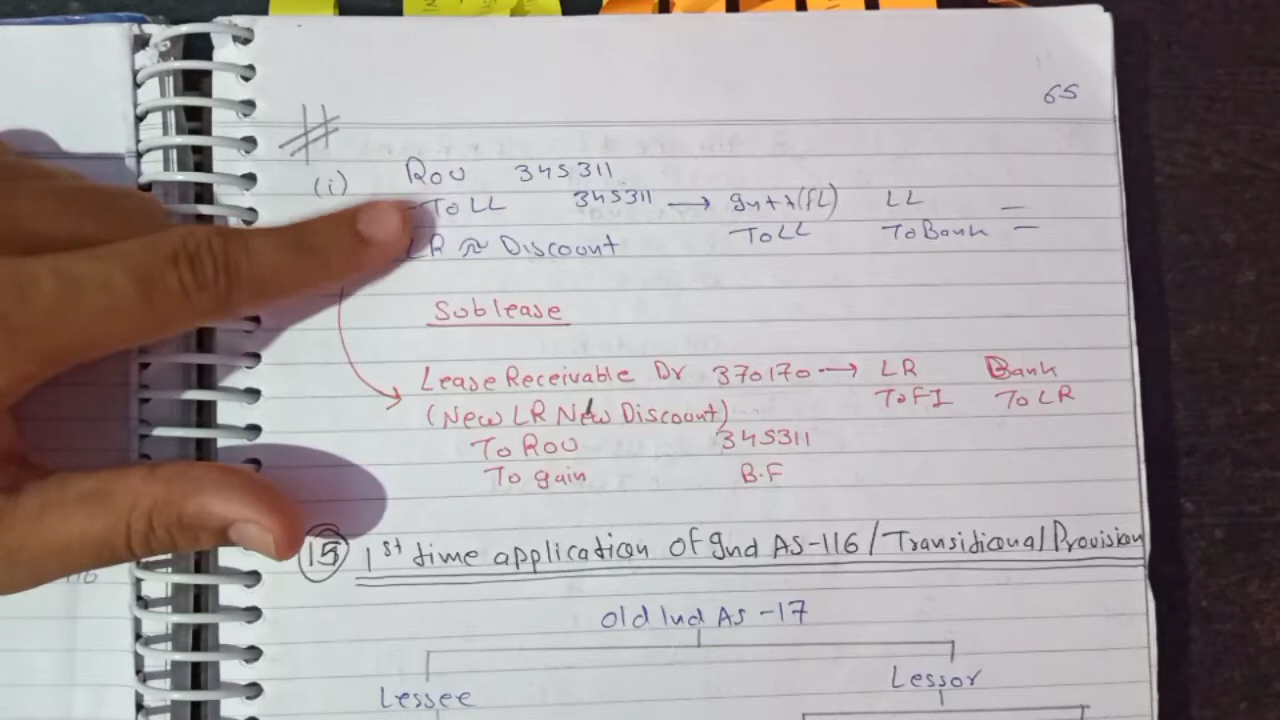 65
#
(i) ROU 345311
To LL 345311 → Int+(FL) LL —
To LL To Bank —
LR ≈ Discount
Sublease
Lease Receivable Dr 370170 → LR Bank
(New LR New Discount) To FI To LR
To ROU 345311
To gain B.F
15 1st time application of Ind AS-116/Transitional Provision
Old Ind AS-17
Lessee Lessor